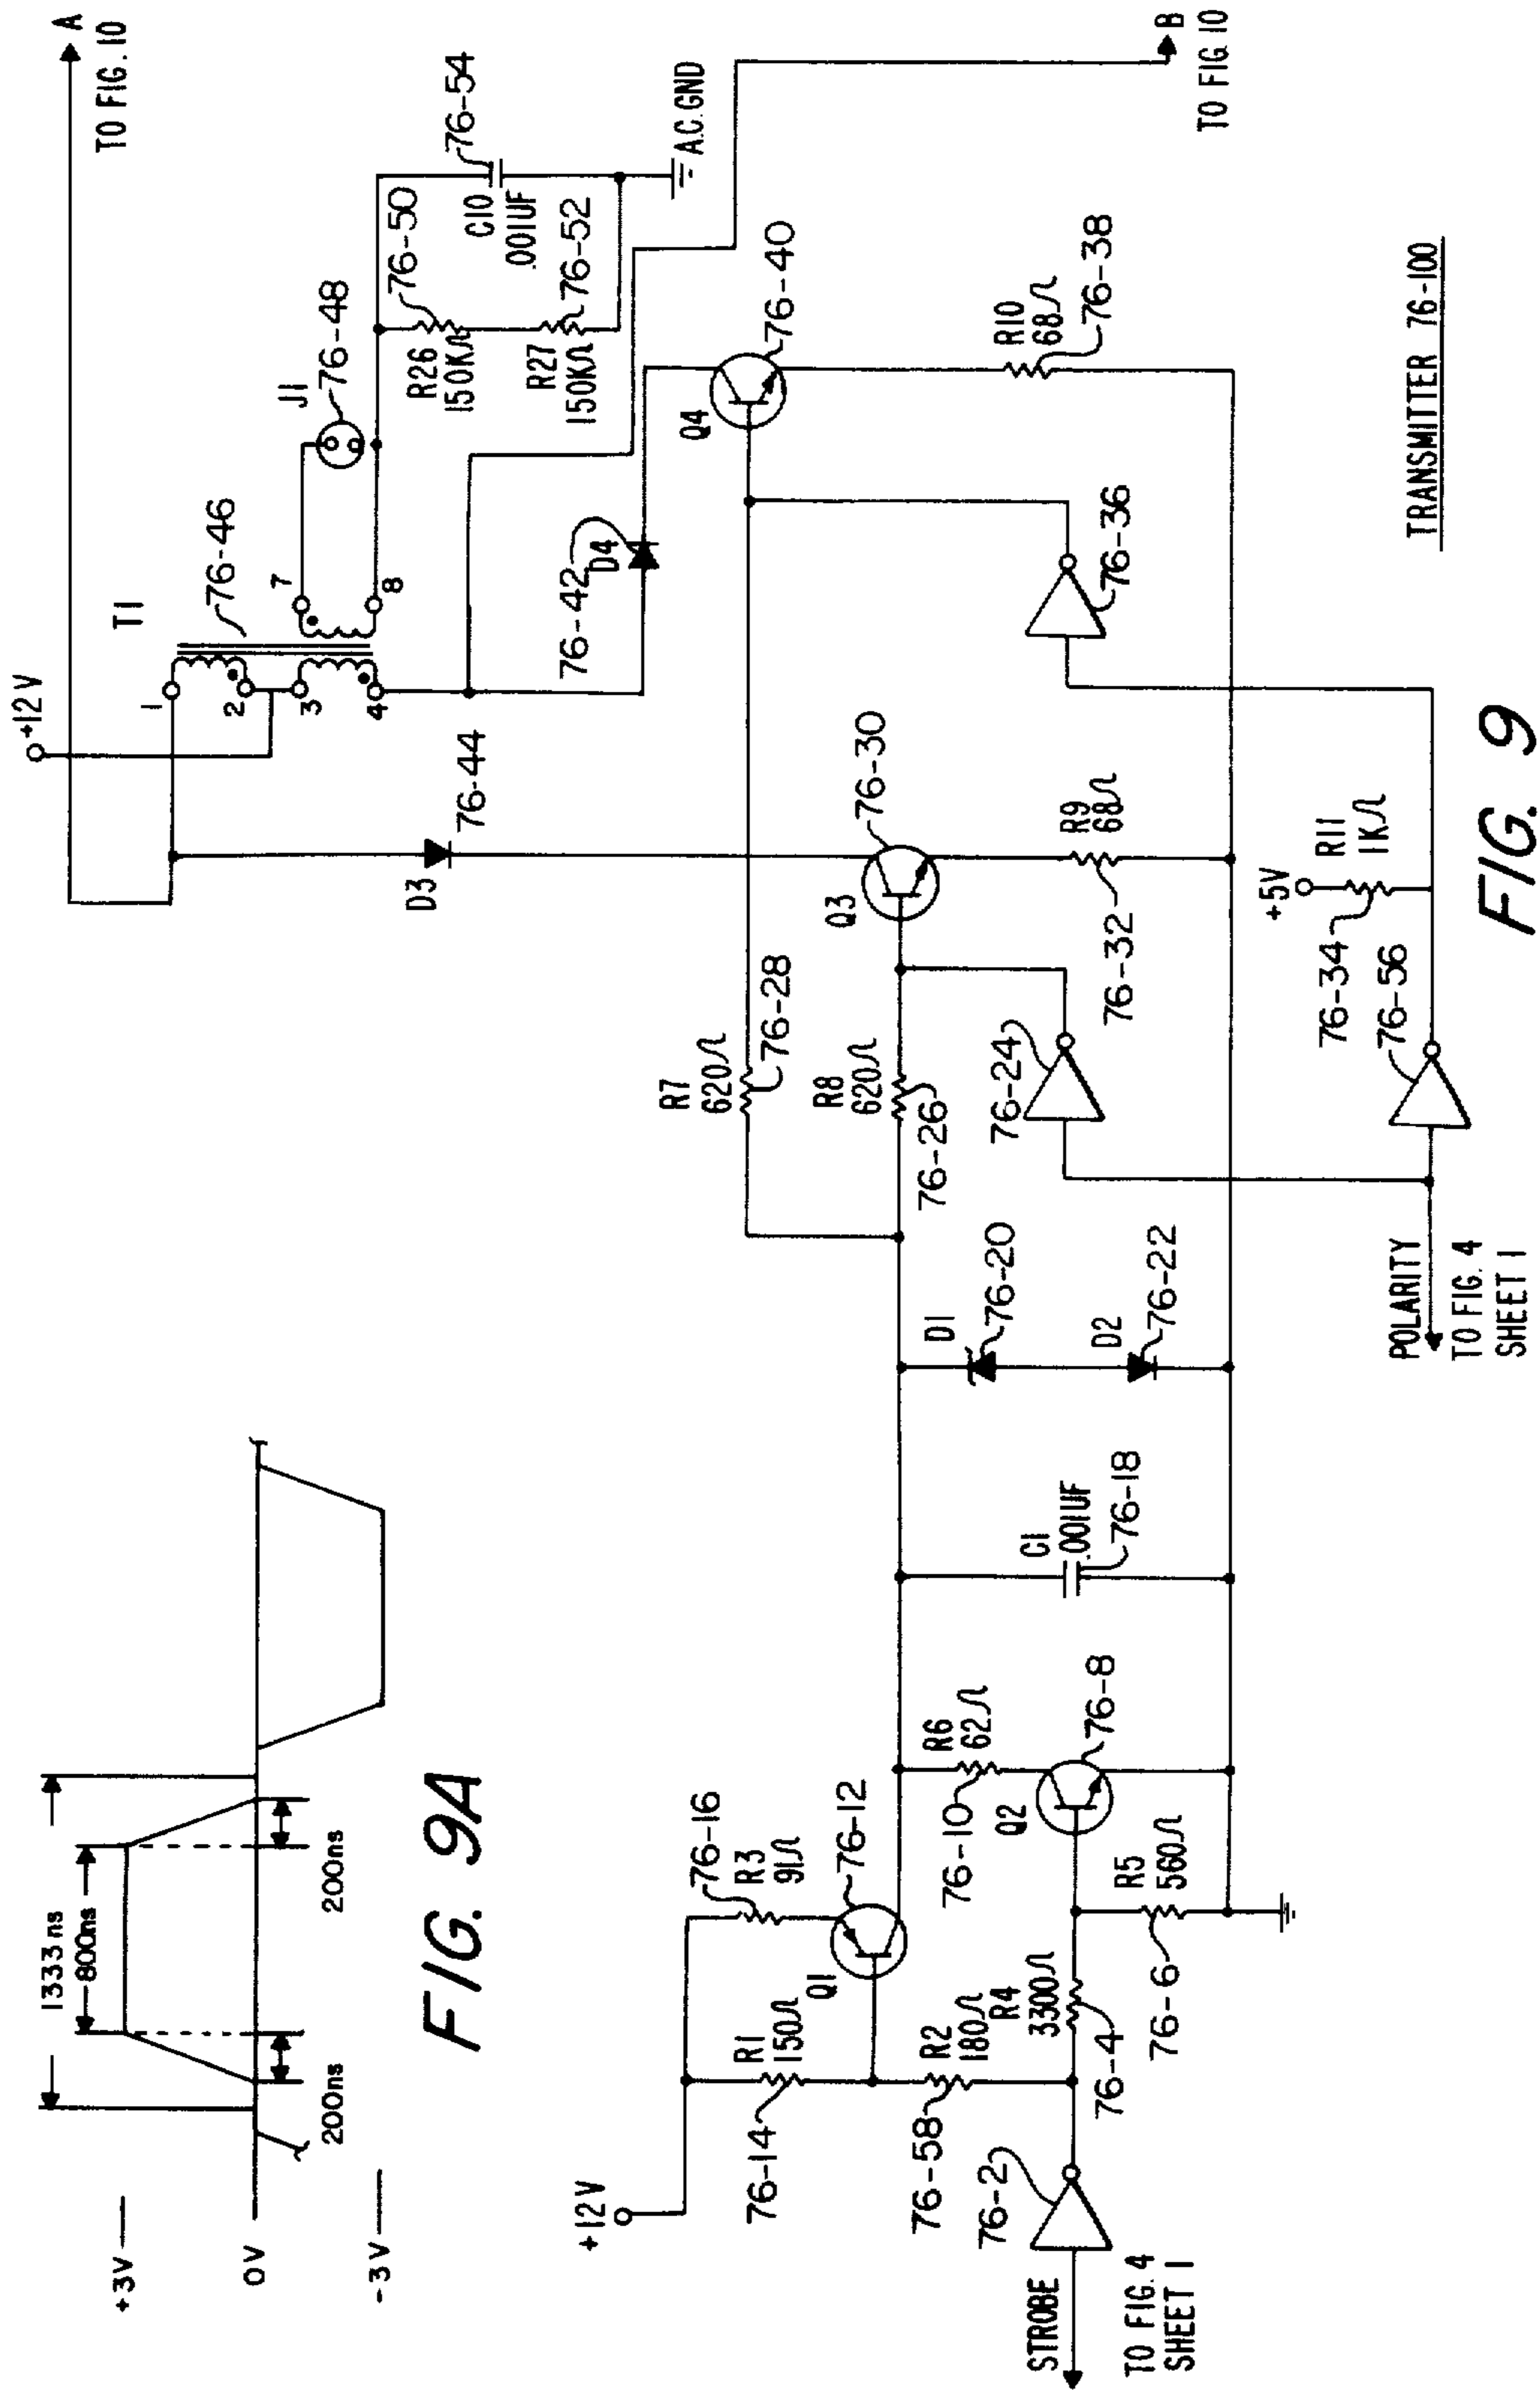 +3V
0V
-3V
1333ns
800ns
200ns
200ns
FIG. 9A
+12V
76-14
R1
150Ω
76-16
R3
91Ω
Q1
76-12
76-58
R2
180Ω
76-2
STROBE
TO FIG. 4
SHEET 1
R4
3300Ω
76-4
76-6
R5
560Ω
76-10
R6
62Ω
Q2
76-8
C1
.001UF
76-18
D1
76-20
D2
76-22
R7
620Ω
76-28
R8
620Ω
76-26
76-24
Q3
76-30
R9
68Ω
76-32
D3
76-44
+12V
T1
76-46
1
2
3
4
7
8
J1
76-48
76-50
R26
150KΩ
R27
150KΩ
76-52
C10
.001UF
76-54
A.C. GND
A
TO FIG. 10
B
TO FIG 10
76-42
D4
Q4
76-40
R10
68Ω
76-38
76-36
+5V
R11
1KΩ
76-34
76-56
POLARITY
TO FIG. 4
SHEET 1
TRANSMITTER 76-100
FIG. 9